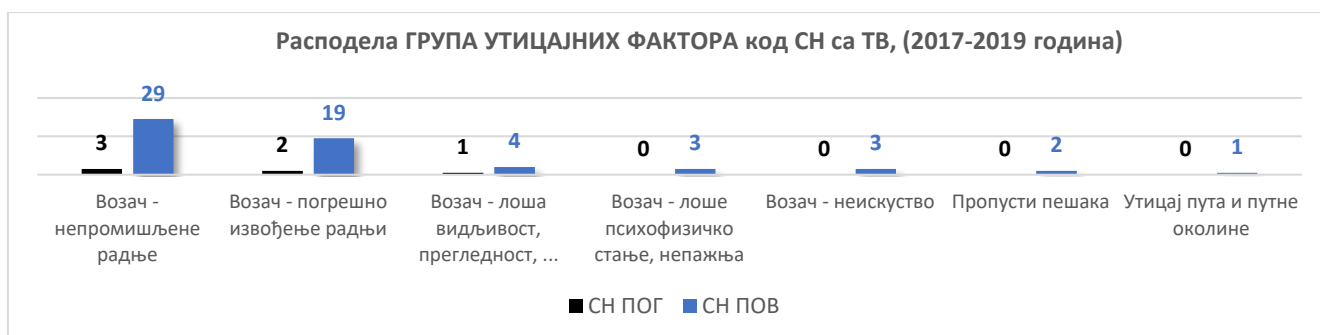 Расподела ГРУПА УТИЦАЈНИХ ФАКТОРА код СН са ТВ, (2017-2019 година)
3 29 2 19 1 4 0 3 0 3 0 2 0 1
Возач -
непромишљене
радње
Возач - погрешно
извођење радњи
Возач - лоша
видљивост,
прегледност, ...
Возач - лоше
психофизичко
стање, непажња
Возач - неискуство
Пропусти пешака
Утицај пута и путне
околине
СН ПОГ СН ПОВ